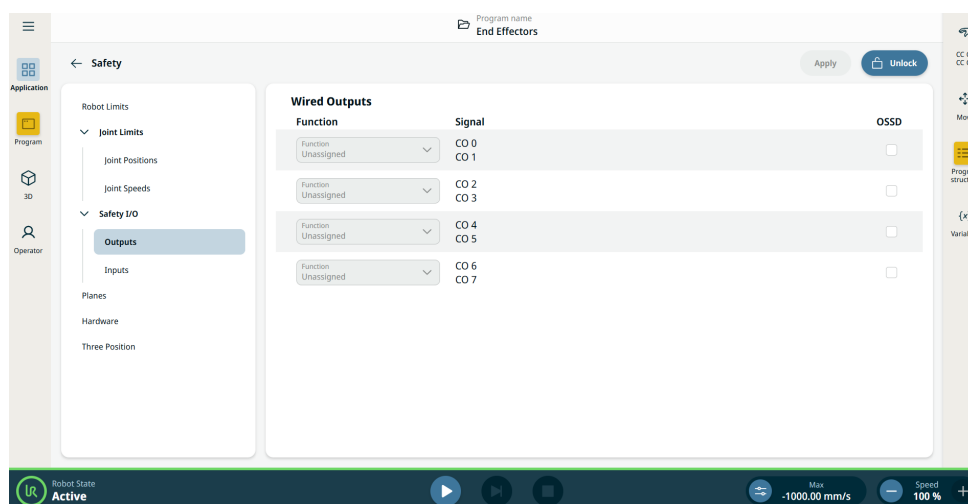 Program name
End Effectors
Safety
Apply
Unlock
Application
Program
3D
Operator
Robot Limits
Joint Limits
Joint Positions
Joint Speeds
Safety I/O
Outputs
Inputs
Planes
Hardware
Three Position
Wired Outputs
Function Signal OSSD
Function
Unassigned
CO 0
CO 1
Function
Unassigned
CO 2
CO 3
Function
Unassigned
CO 4
CO 5
Function
Unassigned
CO 6
CO 7
UR
Robot State
Active
Max
-1000.00 mm/s
Speed
100 %